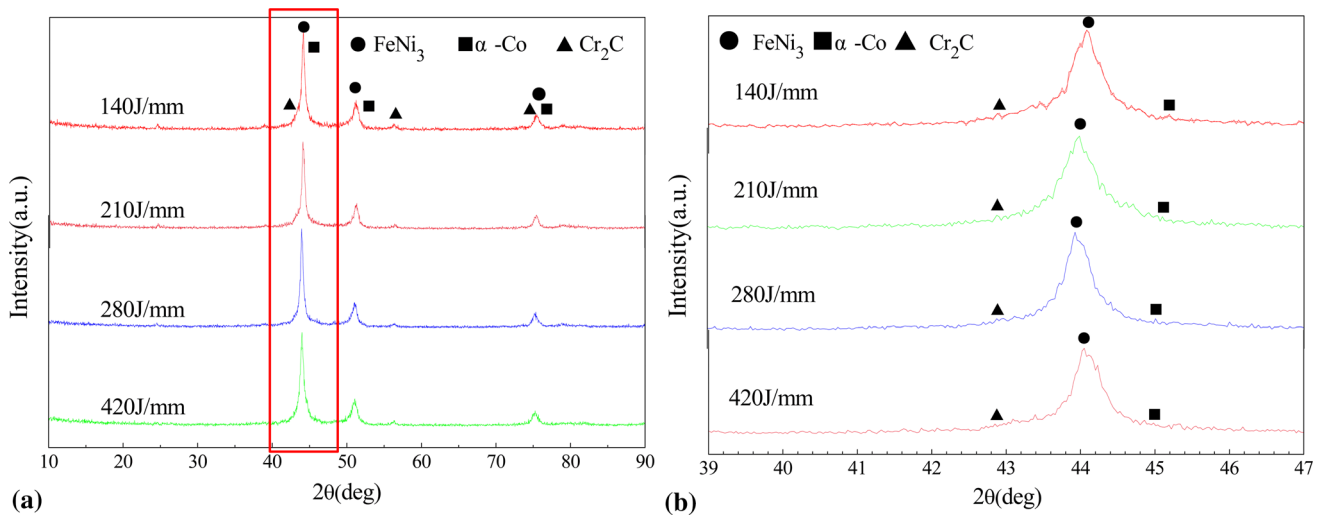 ● FeNi3 ■ α -Co ▲ Cr2C
140J/mm
210J/mm
280J/mm
420J/mm
Intensity(a.u.)
10 20 30 40 50 60 70 80 90
2θ(deg)
(a)
● FeNi3 ■ α -Co ▲ Cr2C
140J/mm
210J/mm
280J/mm
420J/mm
Intensity(a.u.)
39 40 41 42 43 44 45 46 47
2θ(deg)
(b)